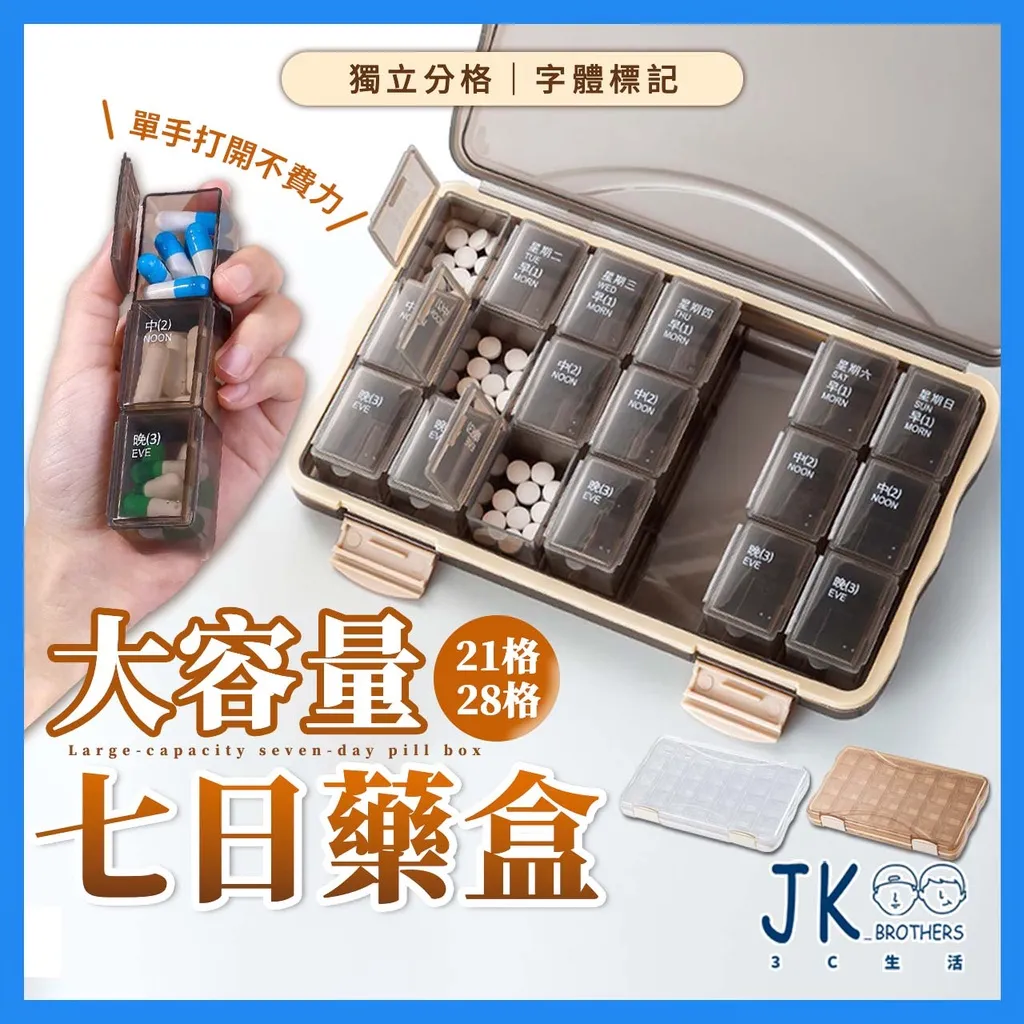 獨立分格｜字體標記
單手打開不費力
中(2)
NOON
晚(3)
EVE
星期二
TUE
早(1)
MORN
星期三
WED
早(1)
MORN
星期四
THU
早(1)
MORN
星期六
SAT
早(1)
MORN
星期日
SUN
早(1)
MORN
中(2)
NOON
中(2)
NOON
中(2)
NOON
中(2)
NOON
晚(3)
EVE
晚(3)
EVE
晚(3)
EVE
晚(3)
EVE
大容量
21格
28格
Large-capacity seven-day pill box
七日藥盒
JK
_BROTHERS
3C生活